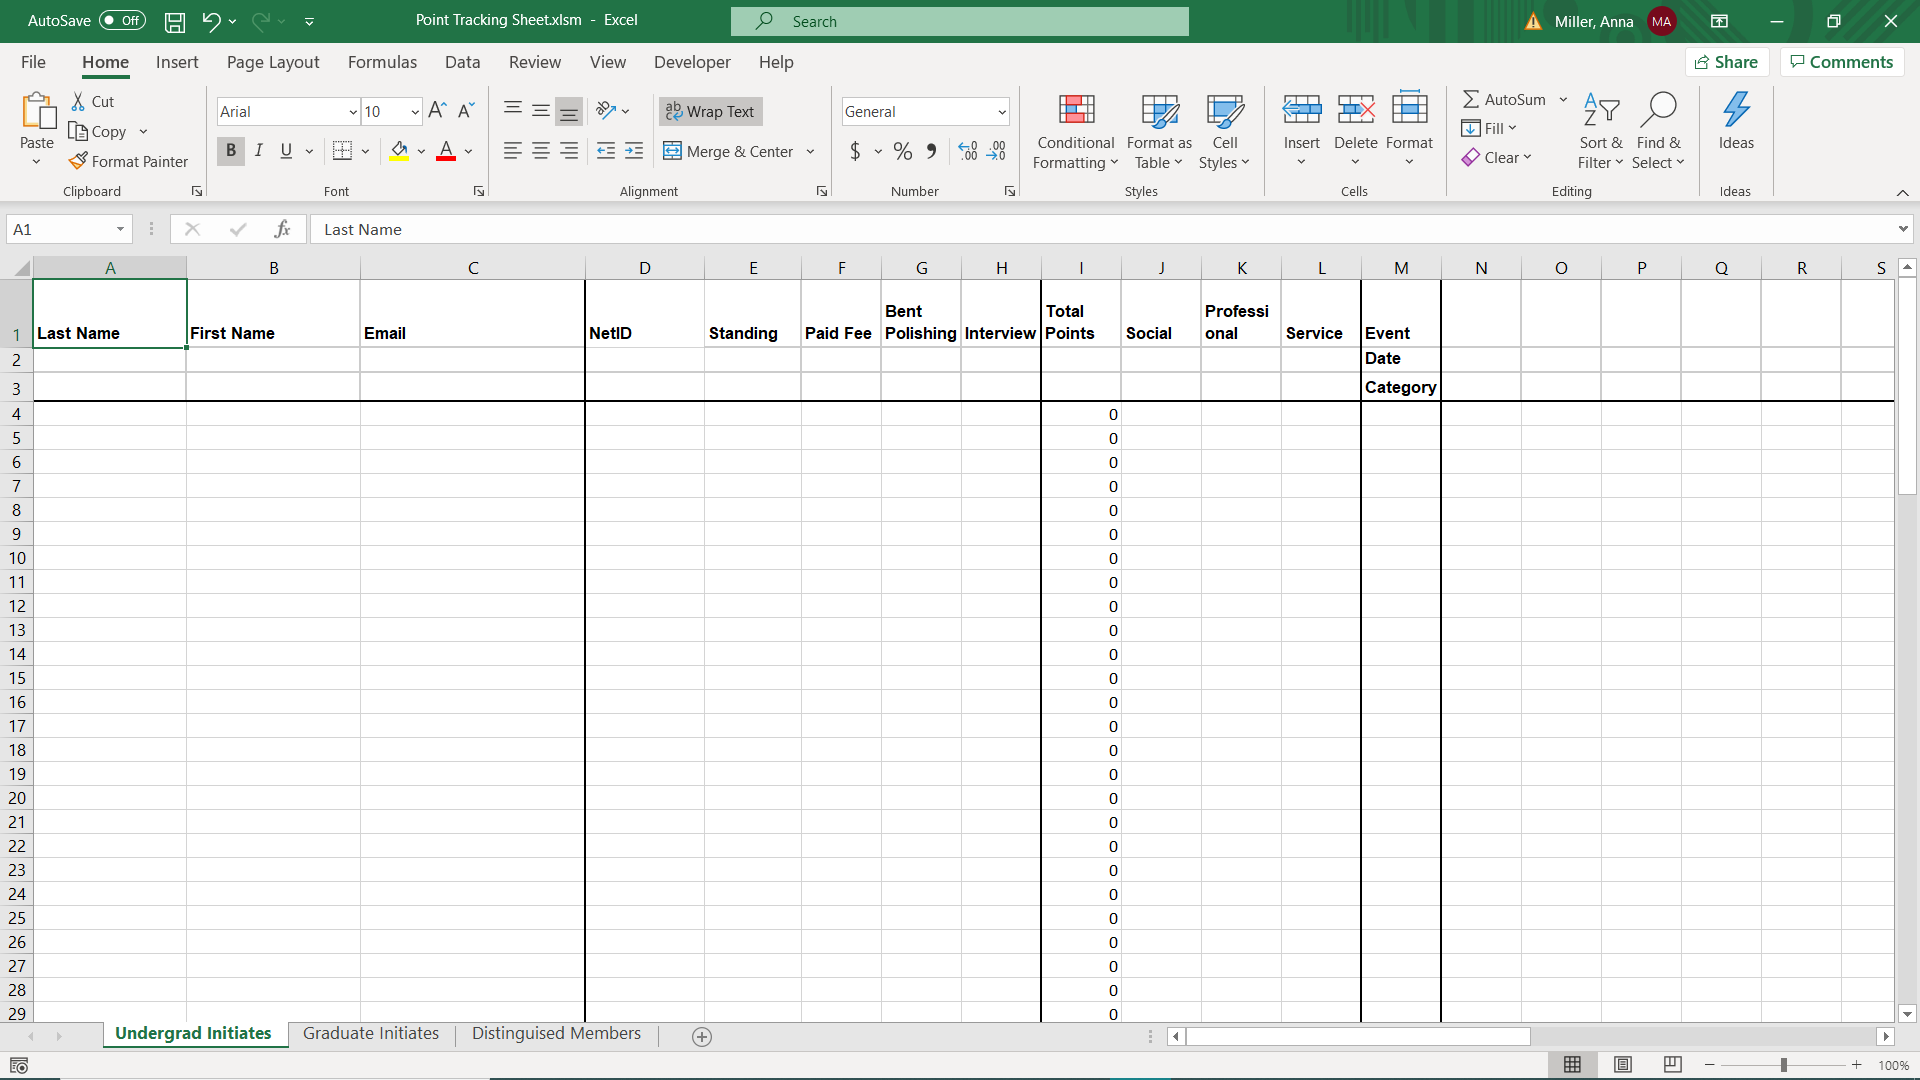 AutoSave Off Point Tracking Sheet.xlsm - Excel Search Miller, Anna MA
File Home Insert Page Layout Formulas Data Review View Developer Help Share Comments
Paste
Cut
Copy
Format Painter
Clipboard
Arial 10
B I U A
Font
Wrap Text
Merge & Center
Alignment
General
$ % 9
Number
Conditional
Formatting
Format as
Table
Cell
Styles
Styles
Insert
Delete
Format
Cells
AutoSum
Fill
Clear
Sort &
Filter
Find &
Select
Editing
Ideas
Ideas
A1 fx Last Name
A B C D E F G H I J K L M N O P Q R S
1 Last Name First Name Email NetID Standing Paid Fee Bent Polishing Interview Total Points Social Professi onal Service Event
2 Date
3 Category
4 0
5 0
6 0
7 0
8 0
9 0
10 0
11 0
12 0
13 0
14 0
15 0
16 0
17 0
18 0
19 0
20 0
21 0
22 0
23 0
24 0
25 0
26 0
27 0
28 0
29 0
Undergrad Initiates Graduate Initiates Distinguised Members
100%